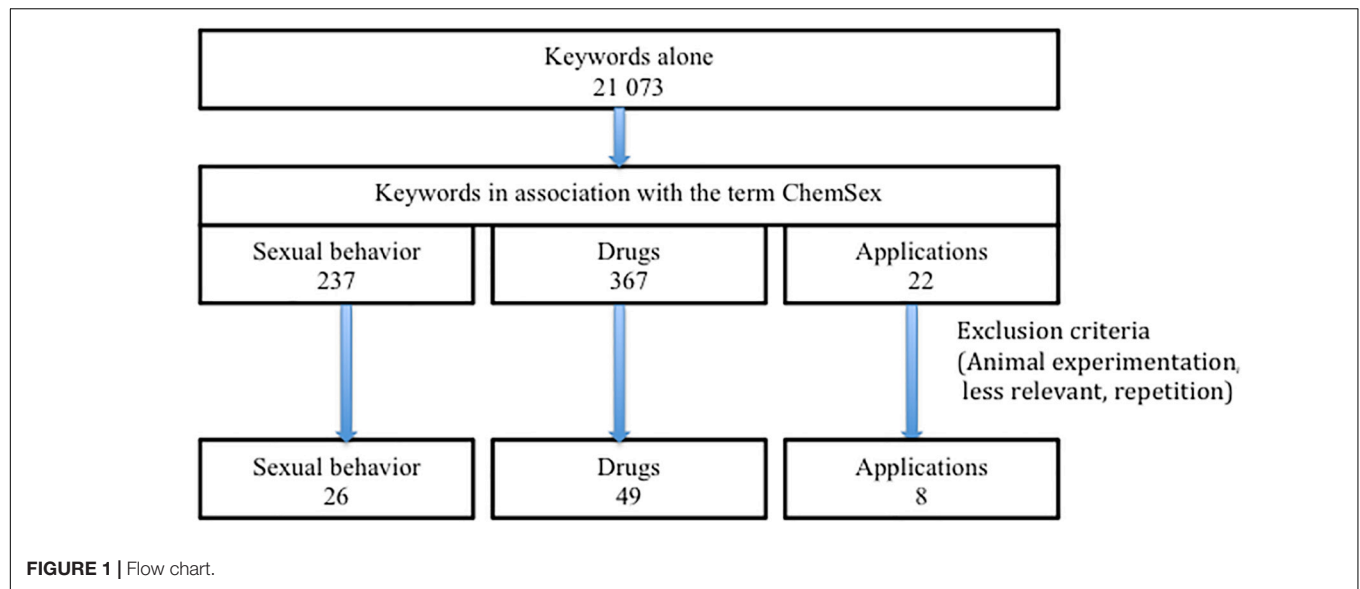 Keywords alone
21 073
Keywords in association with the term ChemSex
Sexual behavior
237
Drugs
367
Applications
22
Exclusion criteria
(Animal experimentation,
less relevant, repetition)
Sexual behavior
26
Drugs
49
Applications
8
FIGURE 1 | Flow chart.